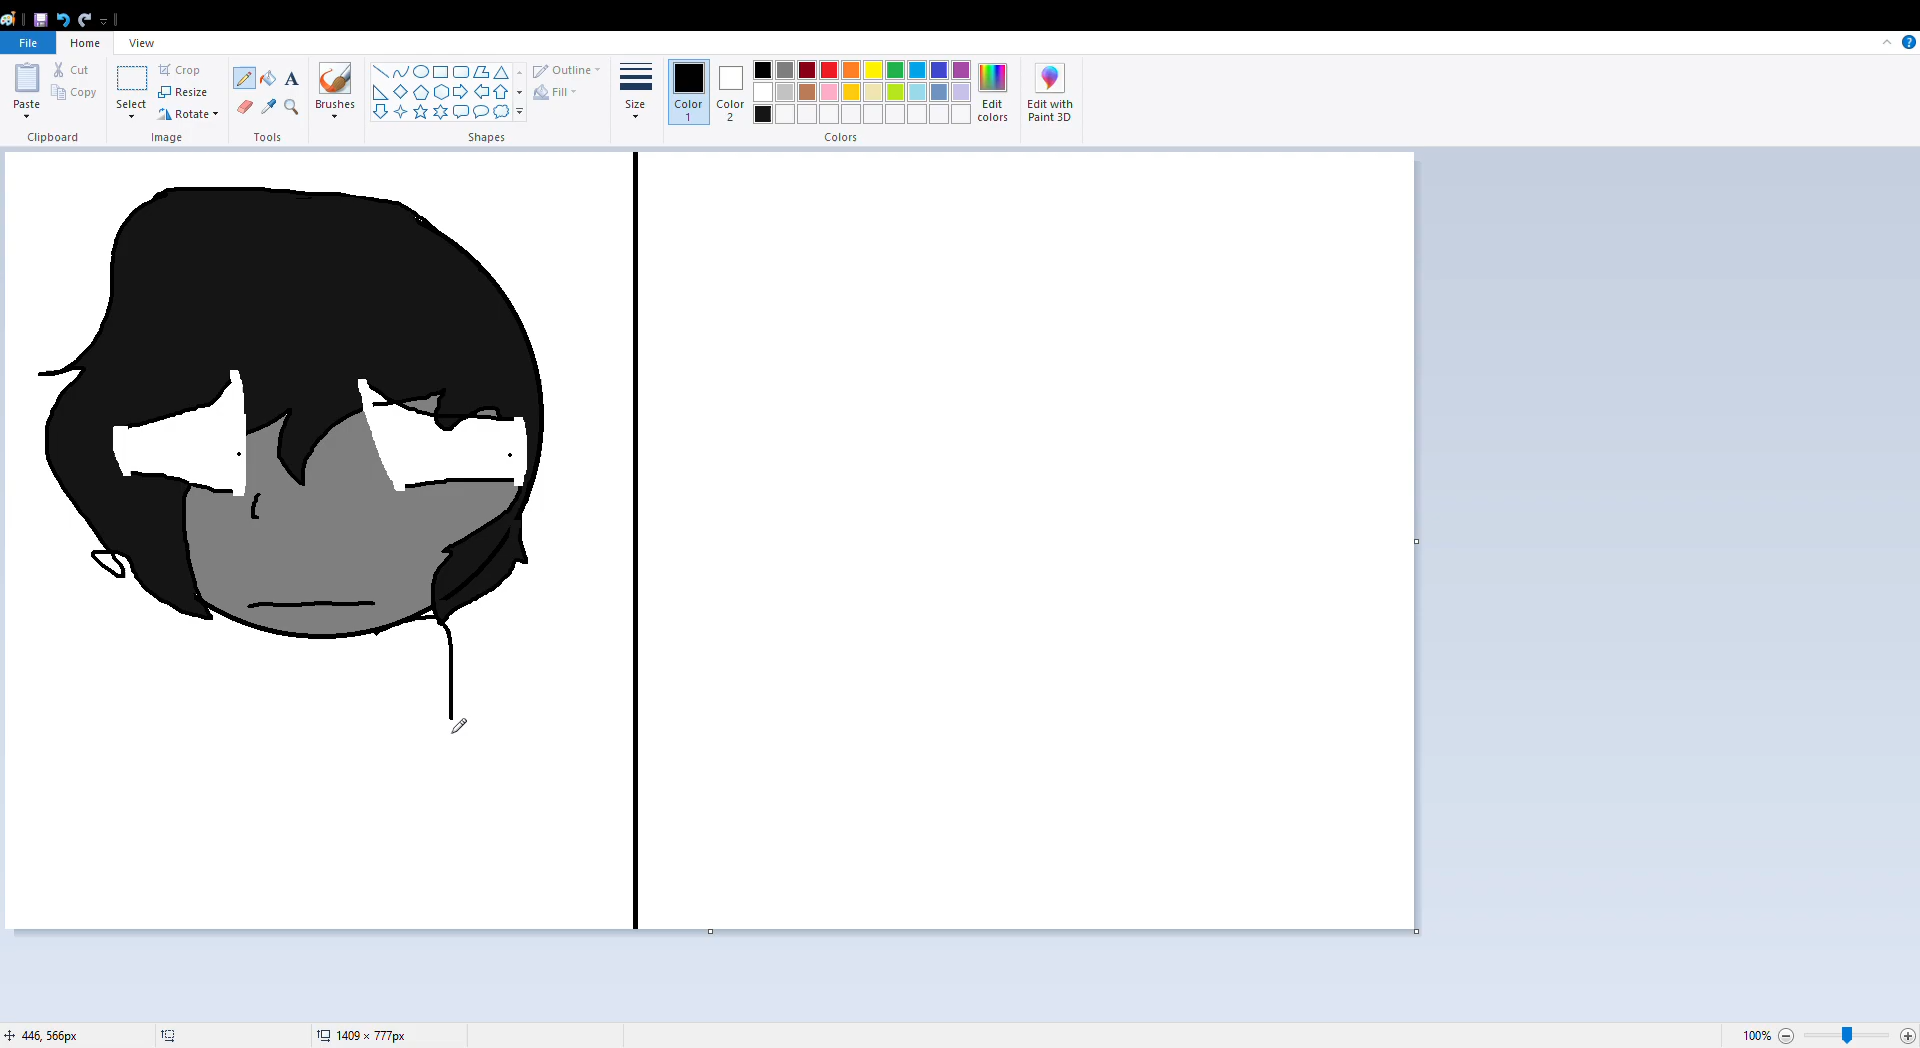 File Home View
Paste Cut Copy Clipboard
Select Crop Resize Rotate Image
A Tools
Brushes
Shapes Outline Fill
Size
Color 1 Color 2 Edit colors Colors
Edit with Paint 3D
?
446, 566px 1409 × 777px 100%